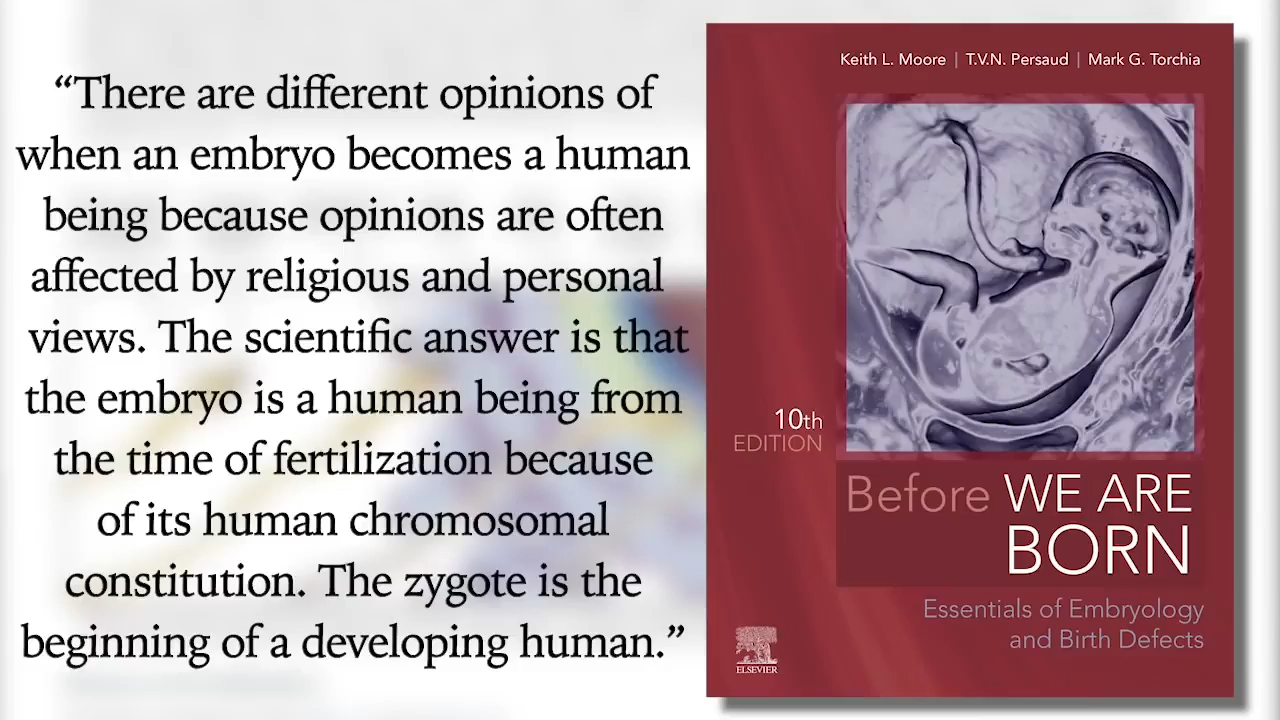 “There are different opinions of
when an embryo becomes a human
being because opinions are often
affected by religious and personal
views. The scientific answer is that
the embryo is a human being from
the time of fertilization because
of its human chromosomal
constitution. The zygote is the
beginning of a developing human.”
Keith L. Moore | T.V.N. Persaud | Mark G. Torchia
10th
EDITION
Before WE ARE
BORN
Essentials of Embryology
and Birth Defects
ELSEVIER